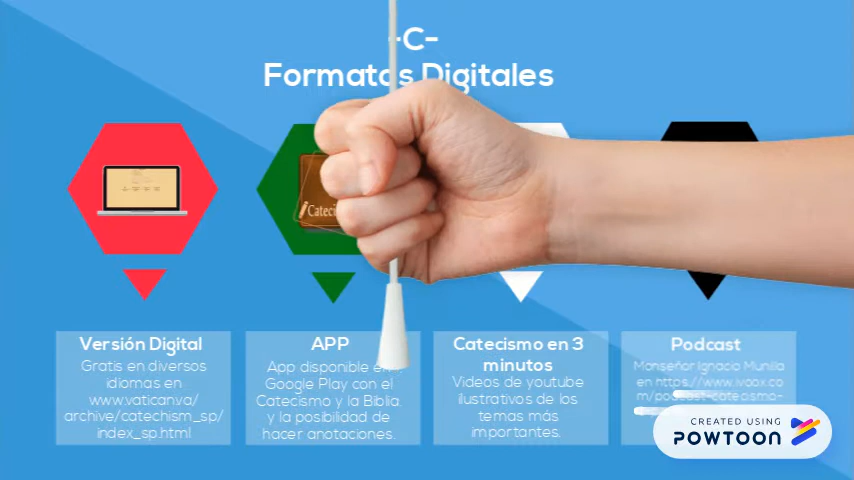 -C-
Formatos Digitales
Cateci
Versión Digital
Gratis en diversos
idiomas en
www.vatican.va/
archive/catechism_sp/
index_sp.html
APP
App disponible en
Google Play con el
Catecismo y la Biblia.
y la posibilidad de
hacer anotaciones.
Catecismo en 3
minutos
Videos de youtube
ilustrativos de los
temas más
importantes.
Podcast
Monseñor Ignacio Munilla
en https://www.ivoox.co
m/podcast-catecismo-
CREATED USING
POWTOON